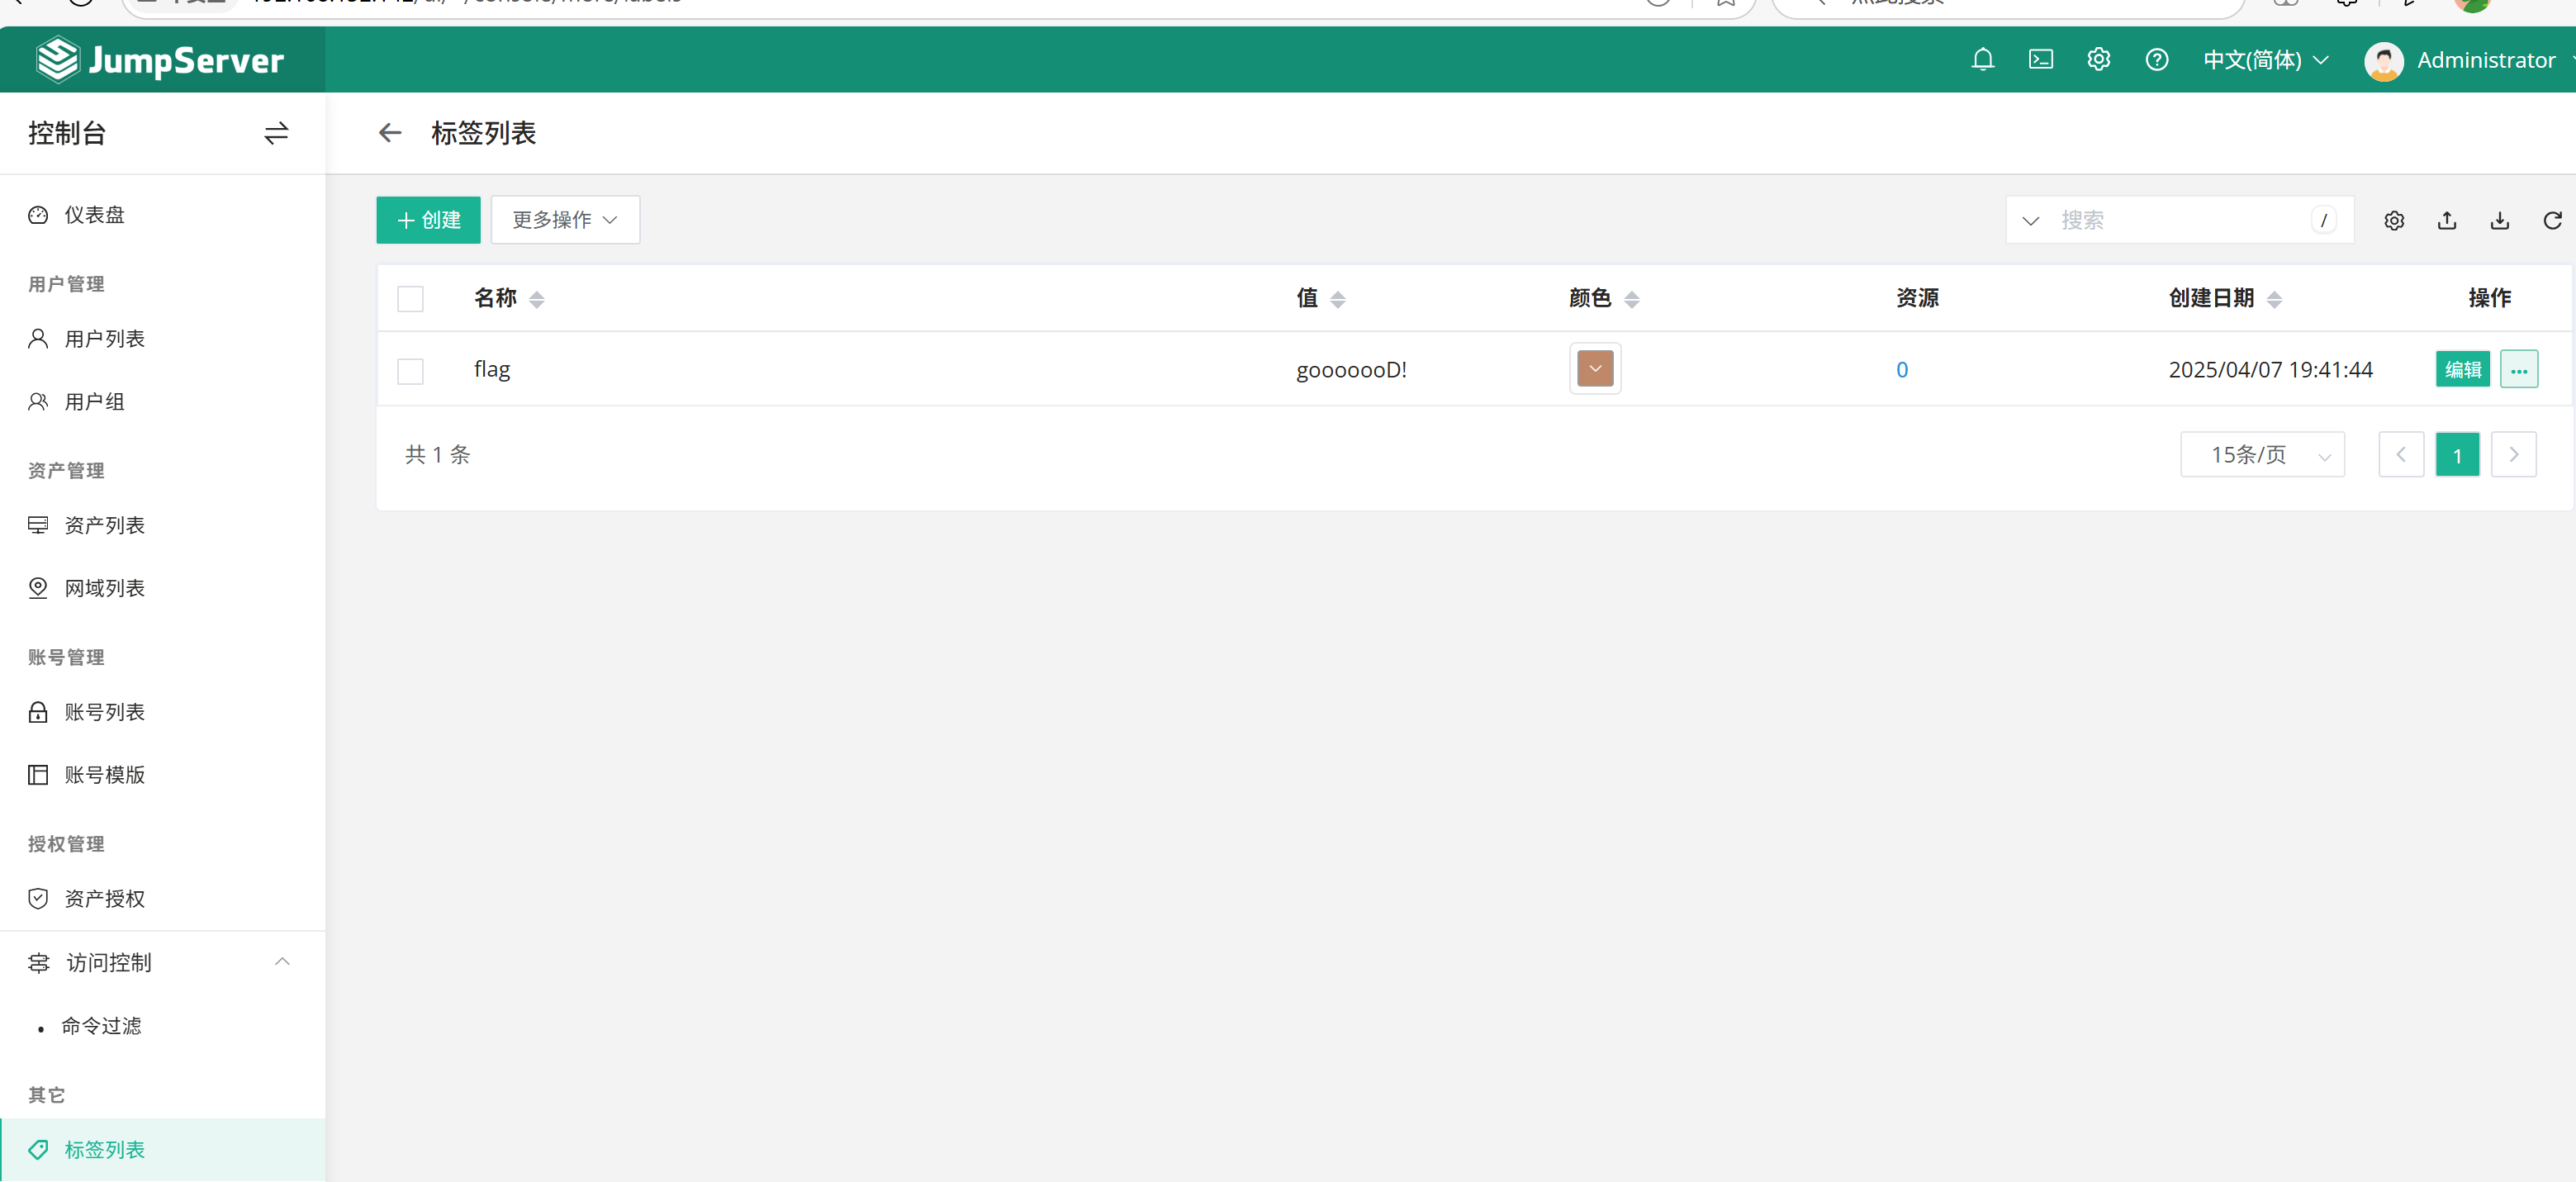 JumpServer
中文(简体)
Administrator
控制台
标签列表
仪表盘
用户管理
用户列表
用户组
资产管理
资产列表
网域列表
账号管理
账号列表
账号模版
授权管理
资产授权
访问控制
命令过滤
其它
标签列表
创建
更多操作
搜索
/
名称 值 颜色 资源 创建日期 操作
flag gooooooD! 0 2025/04/07 19:41:44 编辑 ...
共 1 条
15条/页
1